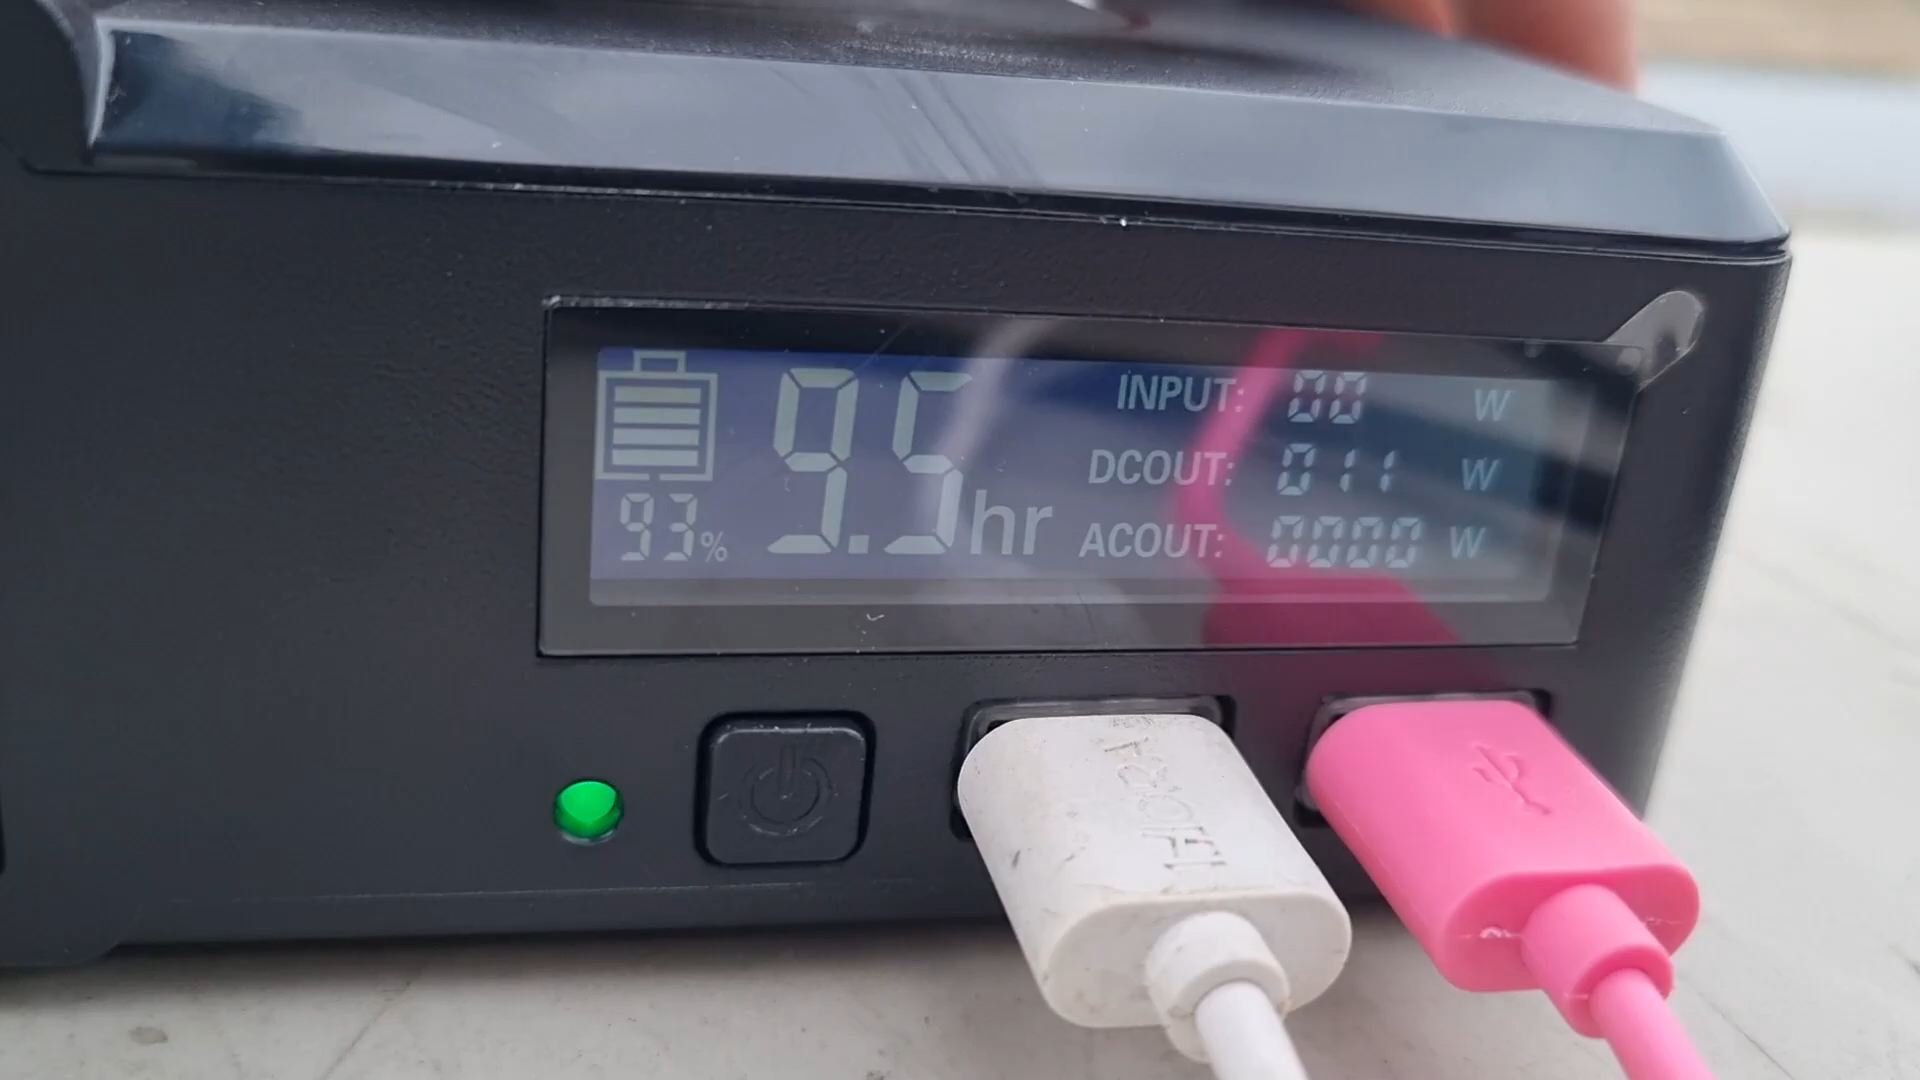 93%
9.5hr
INPUT: 00 W
DCOUT: 011 W
ACOUT: 0000 W